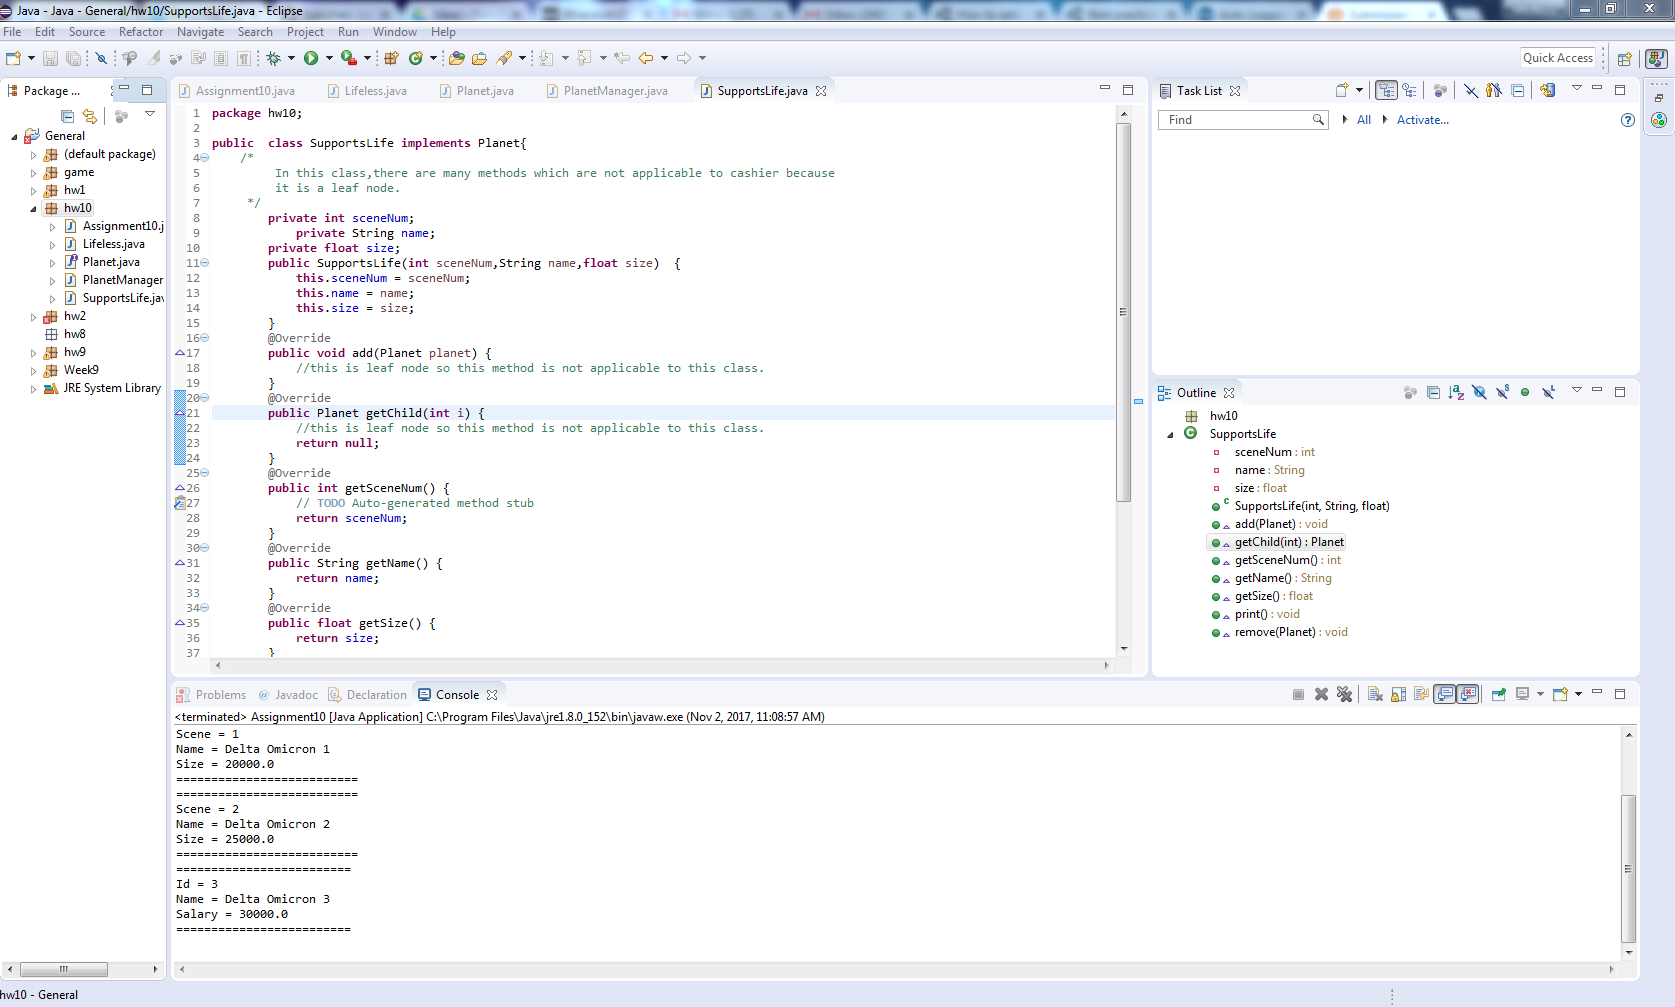 Java - Java - General/hw10/SupportsLife.java - Eclipse
File Edit Source Refactor Navigate Search Project Run Window Help
Quick Access
Package ...
General
(default package)
game
hw1
hw10
Assignment10.j
Lifeless.java
Planet.java
PlanetManager
SupportsLife.jav
hw2
hw8
hw9
Week9
JRE System Library
Assignment10.java Lifeless.java Planet.java PlanetManager.java SupportsLife.java
1 package hw10;
2
3 public  class SupportsLife implements Planet{
4     /*
5          In this class,there are many methods which are not applicable to cashier because
6          it is a leaf node.
7      */
8         private int sceneNum;
9             private String name;
10         private float size;
11         public SupportsLife(int sceneNum,String name,float size)  {
12             this.sceneNum = sceneNum;
13             this.name = name;
14             this.size = size;
15         }
16         @Override
17         public void add(Planet planet) {
18             //this is leaf node so this method is not applicable to this class.
19         }
20         @Override
21         public Planet getChild(int i) {
22             //this is leaf node so this method is not applicable to this class.
23             return null;
24         }
25         @Override
26         public int getSceneNum() {
27             // TODO Auto-generated method stub
28             return sceneNum;
29         }
30         @Override
31         public String getName() {
32             return name;
33         }
34         @Override
35         public float getSize() {
36             return size;
37         }
Task List
Find All Activate...
Outline
hw10
SupportsLife
sceneNum : int
name : String
size : float
SupportsLife(int, String, float)
add(Planet) : void
getChild(int) : Planet
getSceneNum() : int
getName() : String
getSize() : float
print() : void
remove(Planet) : void
Problems @ Javadoc Declaration Console
<terminated> Assignment10 [Java Application] C:\Program Files\Java\jre1.8.0_152\bin\javaw.exe (Nov 2, 2017, 11:08:57 AM)
Scene = 1
Name = Delta Omicron 1
Size = 20000.0
==========================
==========================
Scene = 2
Name = Delta Omicron 2
Size = 25000.0
==========================
=========================
Id = 3
Name = Delta Omicron 3
Salary = 30000.0
=========================
hw10 - General